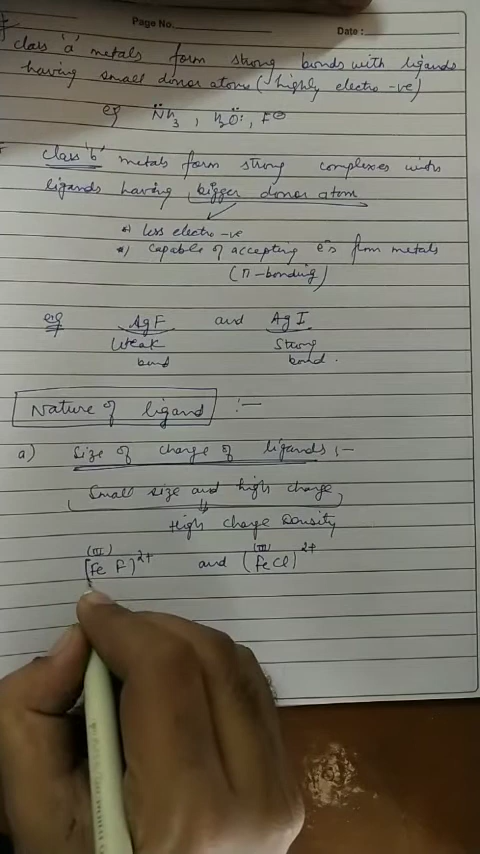 Page No.
Date :
class 'a' metals form strong bonds with ligands
having small donor atoms (highly electro -ve)
eg N̈H₃ , H₂Ö: , F⊖
class 'b' metals form strong complexes with
ligands having bigger donor atom
*) less electro -ve
*) capable of accepting e⁻s from metals
(π-bonding)
eg AgF and AgI
Weak Strong
bond bond.
Nature of ligand :—
a) Size of charge of ligands :-
Small size and high charge
⇓
High Charge Density
(III) (III)
[Fe F)²⁺ and (FeCl)²⁺